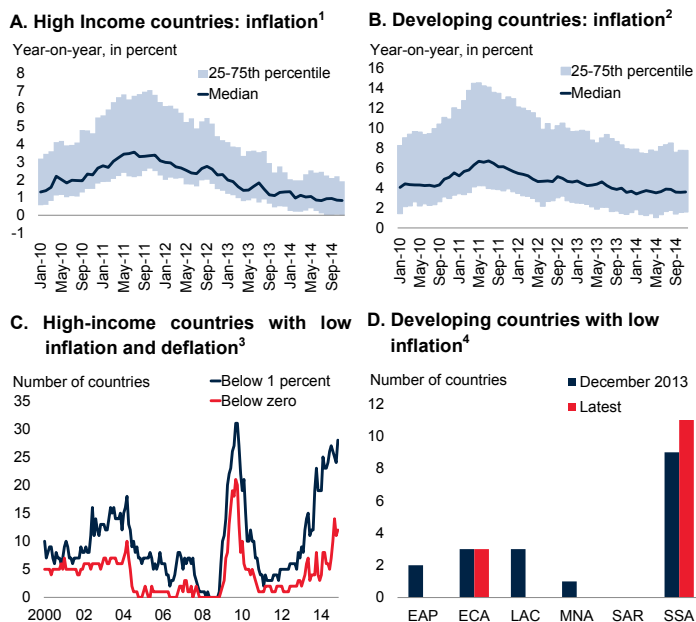 A. High Income countries: inflation1
Year-on-year, in percent
25-75th percentile
Median
8
7
6
5
4
3
2
1
0
-1
Jan-10
May-10
Sep-10
Jan-11
May-11
Sep-11
Jan-12
May-12
Sep-12
Jan-13
May-13
Sep-13
Jan-14
May-14
Sep-14
B. Developing countries: inflation2
Year-on-year, in percent
25-75th percentile
Median
16
14
12
10
8
6
4
2
0
Jan-10
May-10
Sep-10
Jan-11
May-11
Sep-11
Jan-12
May-12
Sep-12
Jan-13
May-13
Sep-13
Jan-14
May-14
Sep-14
C. High-income countries with low
inflation and deflation3
Number of countries
Below 1 percent
Below zero
35
30
25
20
15
10
5
0
2000 02 04 06 08 10 12 14
D. Developing countries with low
inflation4
Number of countries
December 2013
Latest
12
10
8
6
4
2
0
EAP ECA LAC MNA SAR SSA